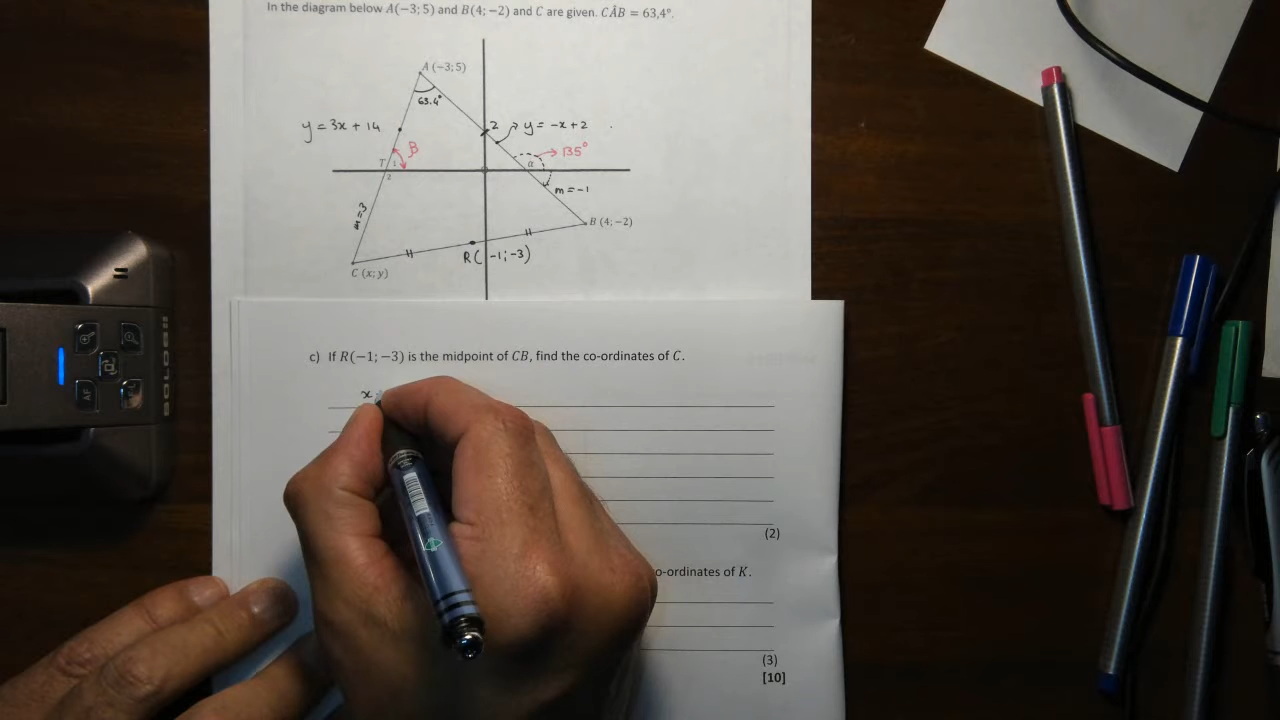 In the diagram below A(−3; 5) and B(4; −2) and C are given. CÂB = 63,4°.
A (−3; 5)
63.4°
y = 3x + 14
2
y = −x + 2
β
135°
T
1
2
α
m = −1
m = 3
B (4; −2)
R(−1; −3)
C (x; y)
c) If R(−1; −3) is the midpoint of CB, find the co-ordinates of C.
x
(2)
o-ordinates of K.
(3)
[10]
AF